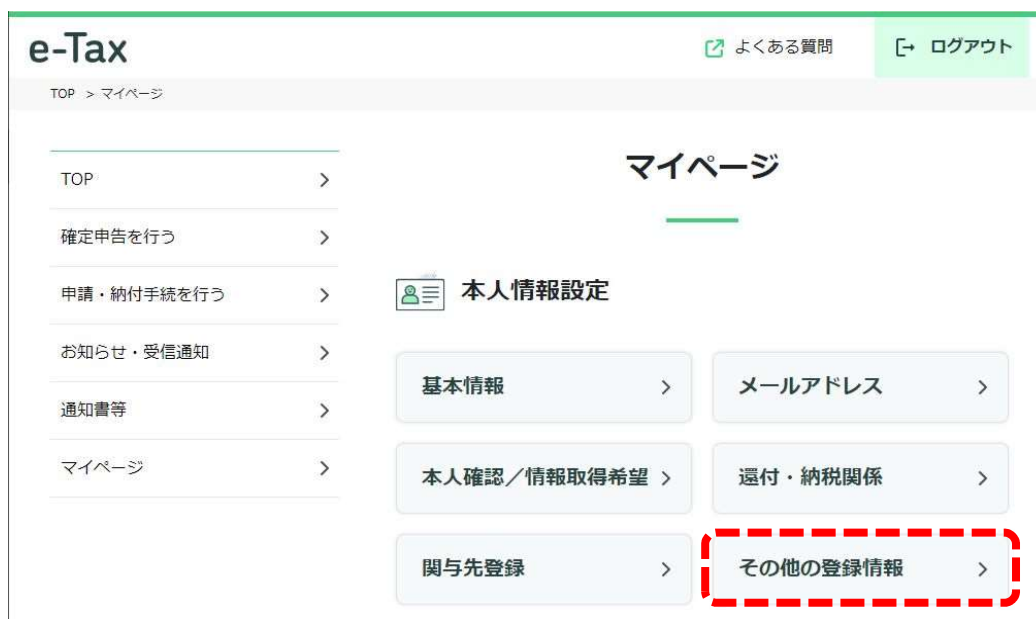 e-Tax
よくある質問
ログアウト
TOP > マイページ
TOP
確定申告を行う
申請・納付手続を行う
お知らせ・受信通知
通知書等
マイページ
マイページ
本人情報設定
基本情報
メールアドレス
本人確認／情報取得希望
還付・納税関係
関与先登録
その他の登録情報